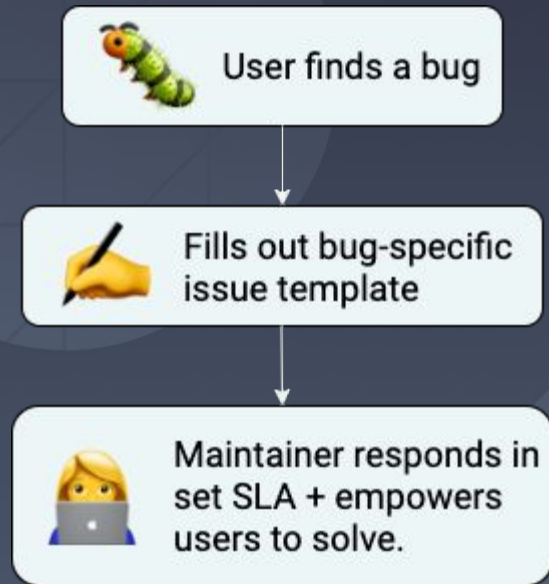 User finds a bug
Fills out bug-specific
issue template
Maintainer responds in
set SLA + empowers
users to solve.